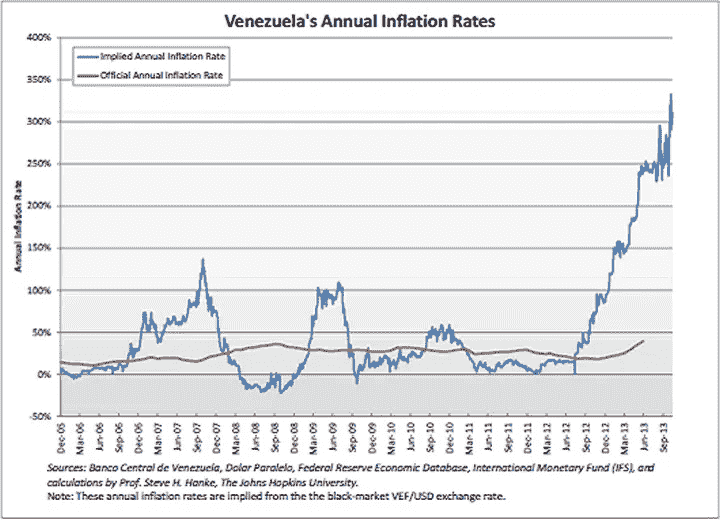 Venezuela's Annual Inflation Rates
400%
350%
300%
250%
200%
150%
100%
50%
0%
-50%
Annual Inflation Rate
Implied Annual Inflation Rate
Official Annual Inflation Rate
Dec-05
Mar-06
Jun-06
Sep-06
Dec-06
Mar-07
Jun-07
Sep-07
Dec-07
Mar-08
Jun-08
Sep-08
Dec-08
Mar-09
Jun-09
Sep-09
Dec-09
Mar-10
Jun-10
Sep-10
Dec-10
Mar-11
Jun-11
Sep-11
Dec-11
Mar-12
Jun-12
Sep-12
Dec-12
Mar-13
Jun-13
Sep-13
Sources: Banco Central de Venezuela, Dolar Paralelo, Federal Reserve Economic Database, International Monetary Fund (IFS), and
calculations by Prof. Steve H. Hanke, The Johns Hopkins University.
Note: These annual inflation rates are implied from the the black-market VEF/USD exchange rate.